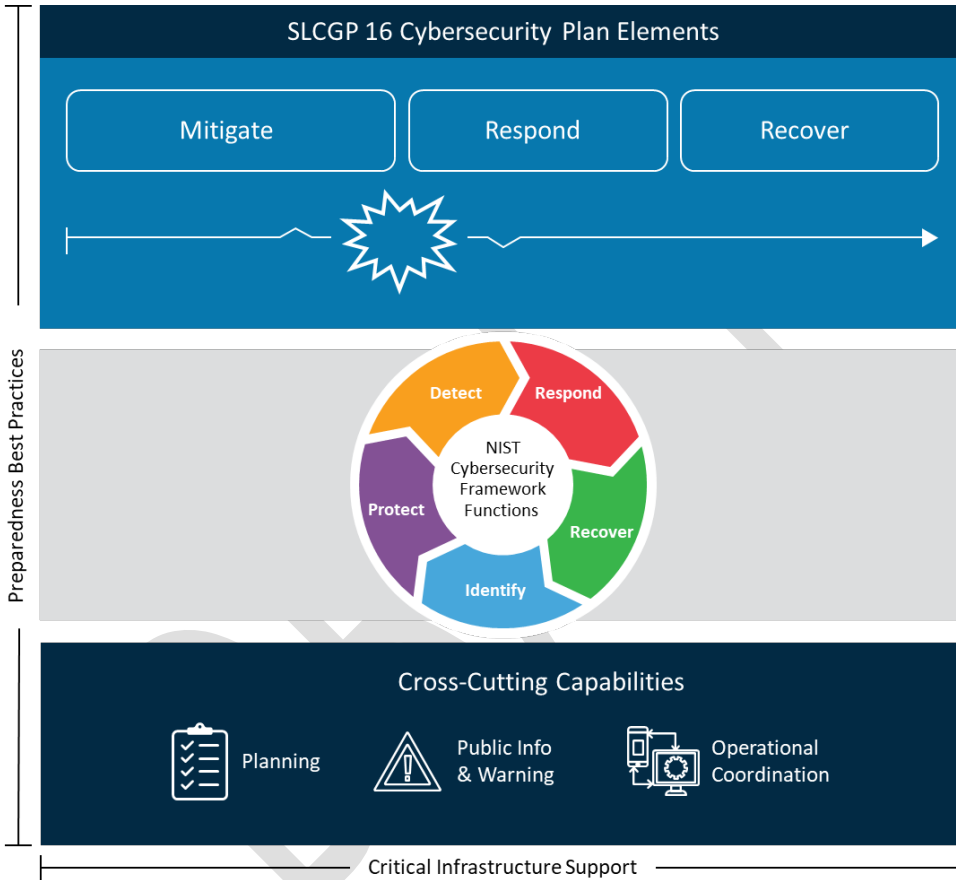 SLCGP 16 Cybersecurity Plan Elements
Mitigate
Respond
Recover
Preparedness Best Practices
Detect
Respond
NIST
Cybersecurity
Framework
Functions
Protect
Recover
Identify
Cross-Cutting Capabilities
Planning
Public Info
& Warning
Operational
Coordination
Critical Infrastructure Support